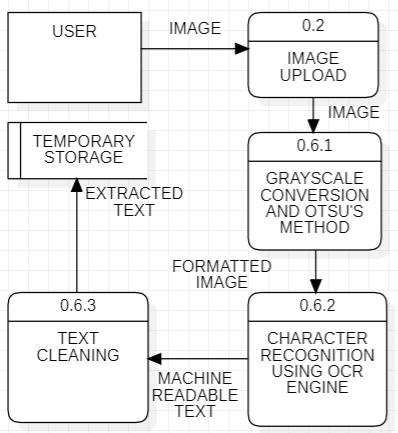 USER
IMAGE
0.2
IMAGE
UPLOAD
IMAGE
TEMPORARY
STORAGE
0.6.1
GRAYSCALE
CONVERSION
AND OTSU'S
METHOD
EXTRACTED
TEXT
FORMATTED
IMAGE
0.6.3
TEXT
CLEANING
0.6.2
CHARACTER
RECOGNITION
USING OCR
ENGINE
MACHINE
READABLE
TEXT